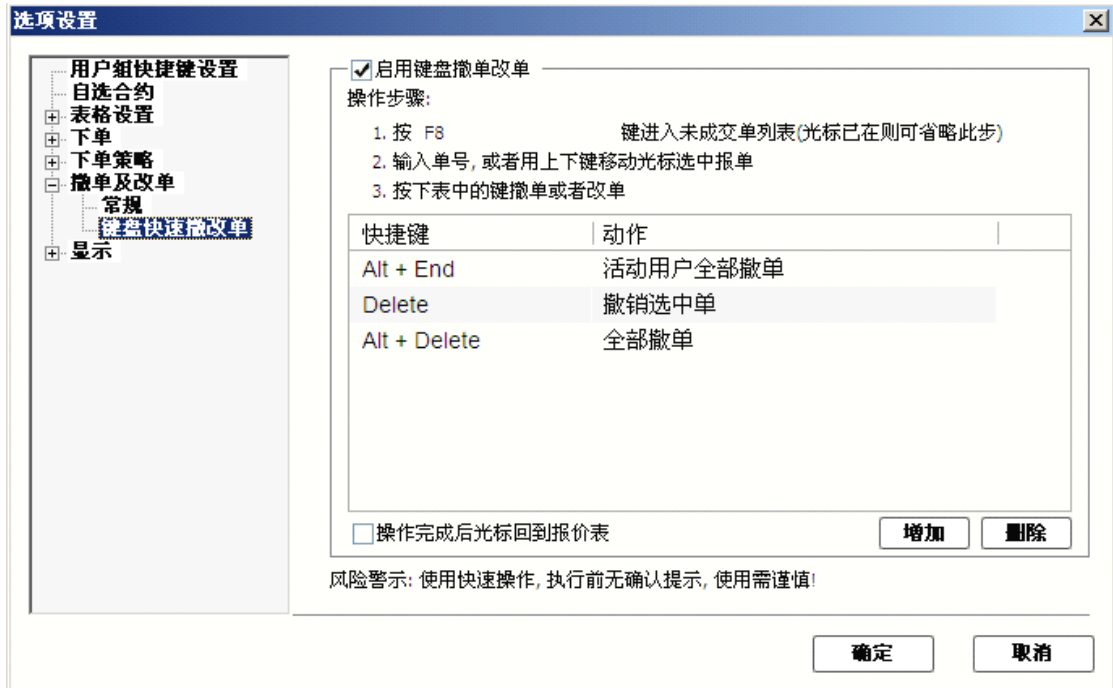 选项设置
用户组快捷键设置
自选合约
表格设置
下单
下单策略
撤单及改单
常规
键盘快速撤改单
显示
启用键盘撤单改单
操作步骤:
1. 按 F8 键进入未成交单列表(光标已在则可省略此步)
2. 输入单号, 或者用上下键移动光标选中报单
3. 按下表中的键撤单或者改单
快捷键 动作
Alt + End 活动用户全部撤单
Delete 撤销选中单
Alt + Delete 全部撤单
操作完成后光标回到报价表 增加 删除
风险警示: 使用快速操作, 执行前无确认提示, 使用需谨慎!
确定 取消